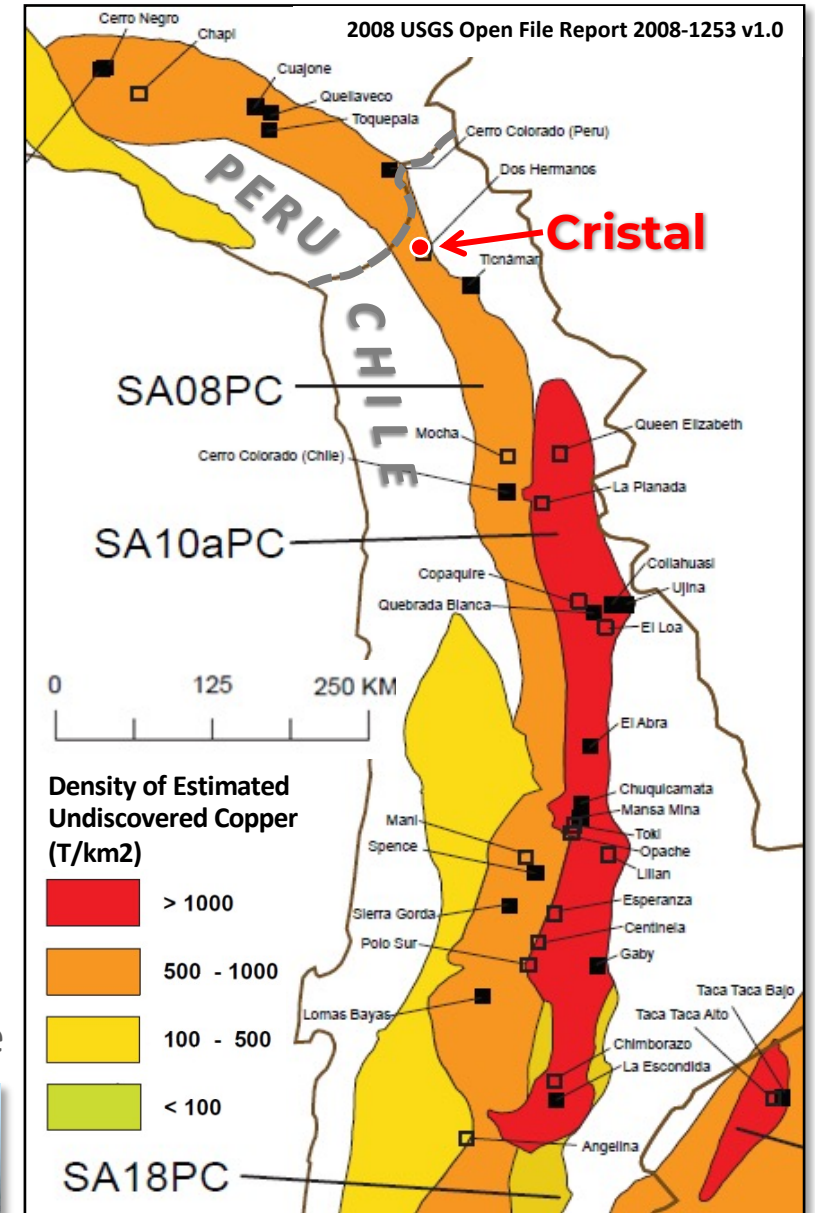 2008 USGS Open File Report 2008-1253 v1.0
Cerro Negro
Chapi
Cuajone
Quellaveco
Toquepala
Cerro Colorado (Peru)
Dos Hermanos
PERU
Cristal
Ticnámar
CHILE
SA08PC
Mocha
Queen Elizabeth
Cerro Colorado (Chile)
La Planada
SA10aPC
Copaquire
Collahuasi
Ujina
Quebrada Blanca
El Loa
0 125 250 KM
El Abra
Density of Estimated
Undiscovered Copper
(T/km2)
Chuquicamata
Mansa Mina
Mani
Toki
Spence
Opache
Lilian
> 1000
Esperanza
Sierra Gorda
Centinela
Polo Sur
Gaby
500 - 1000
Taca Taca Bajo
Lomas Bayas
Taca Taca Alto
100 - 500
Chimborazo
La Escondida
< 100
Angelina
SA18PC
e